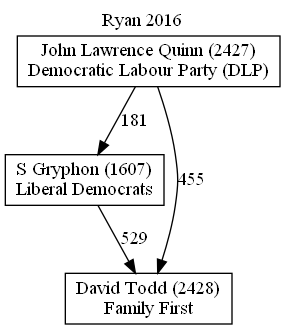 Ryan 2016
John Lawrence Quinn (2427)
Democratic Labour Party (DLP)
181
S Gryphon (1607)
Liberal Democrats
455
529
David Todd (2428)
Family First